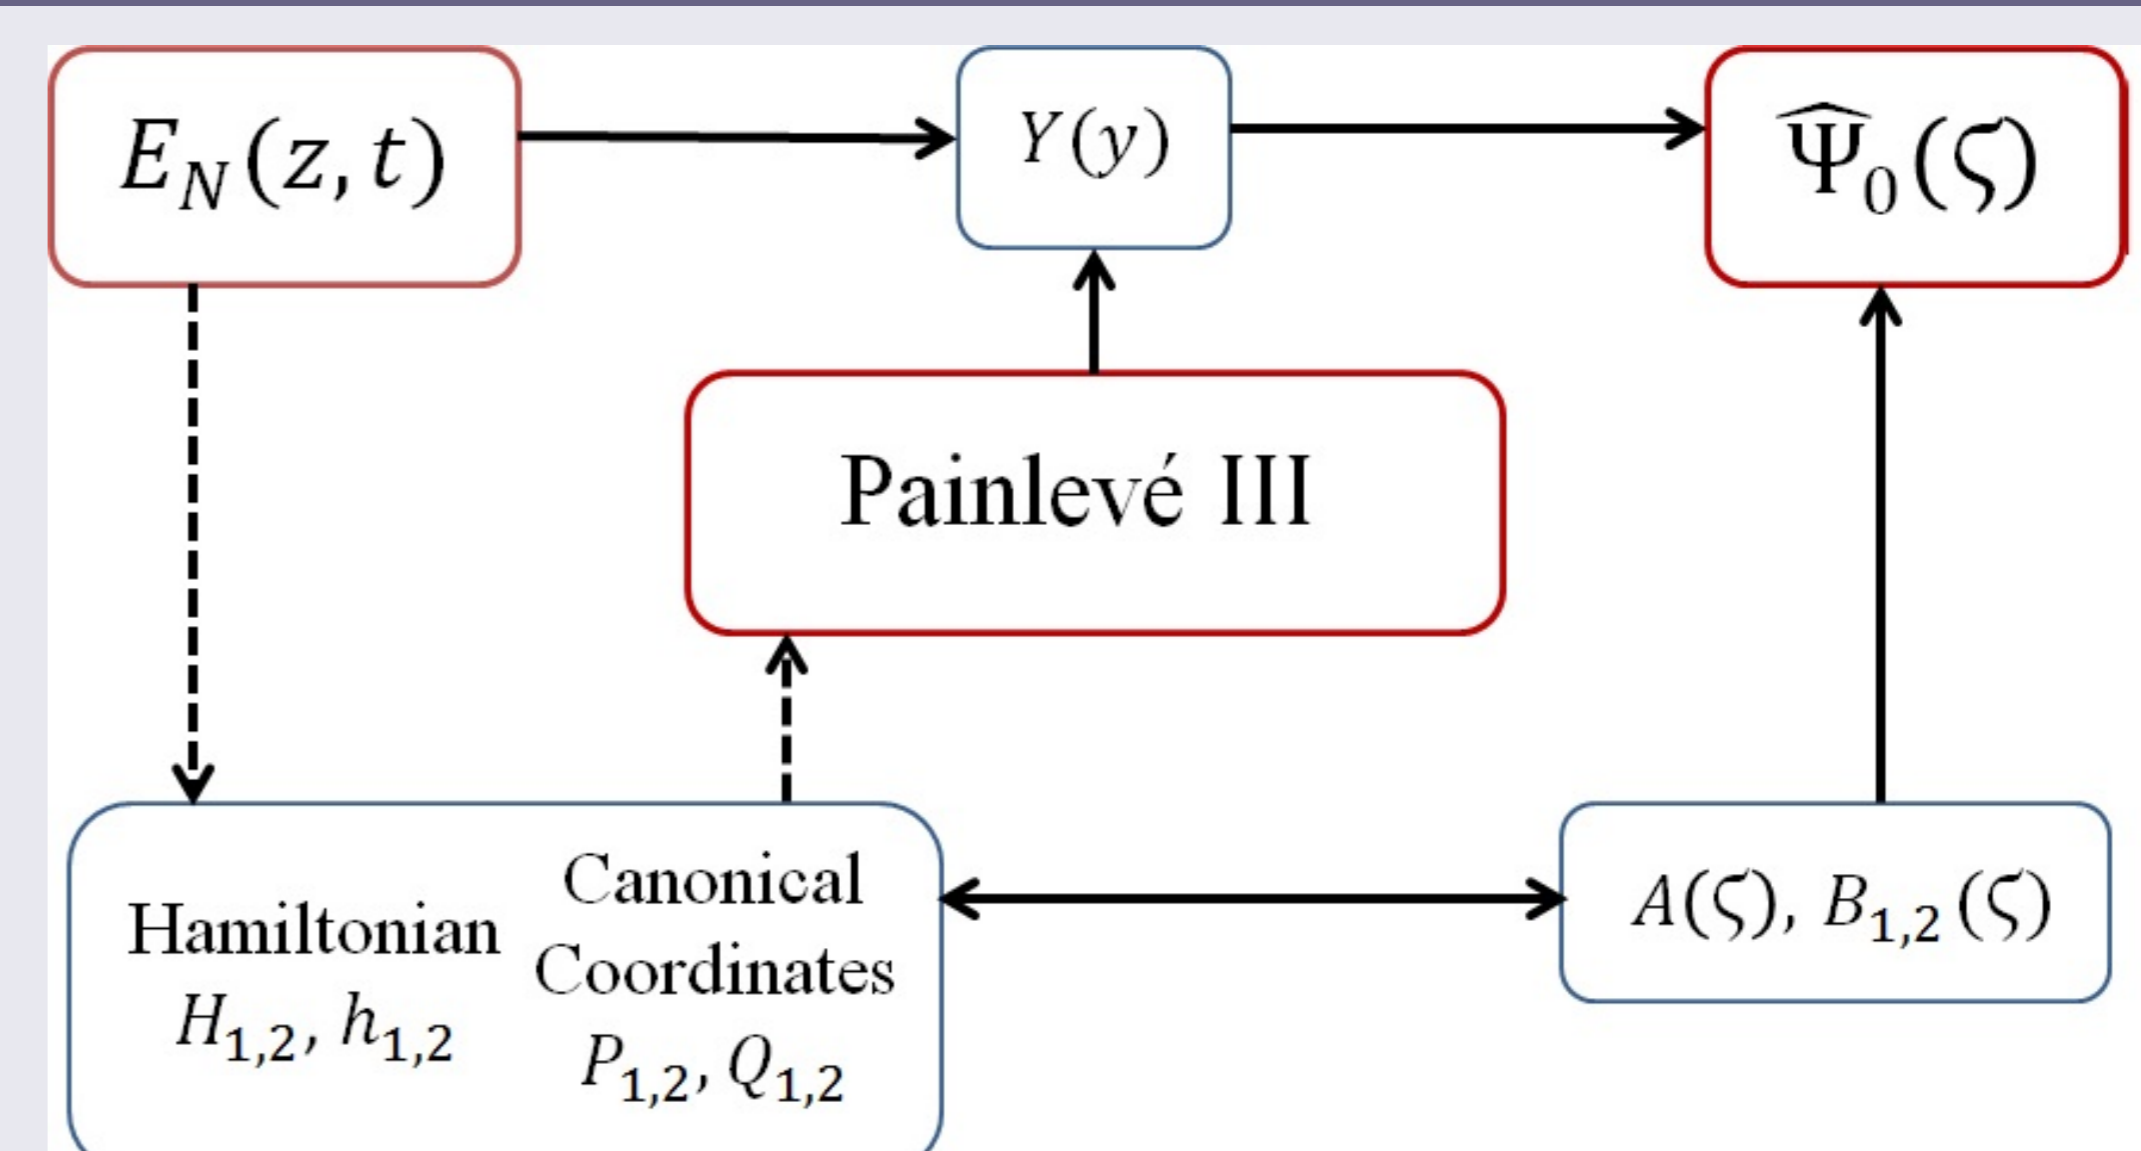 E_N(z, t)
Y(y)
Ψ̂_0(ζ)
Painlevé III
Hamiltonian
H_{1,2}, h_{1,2}
Canonical
Coordinates
P_{1,2}, Q_{1,2}
A(ζ), B_{1,2}(ζ)